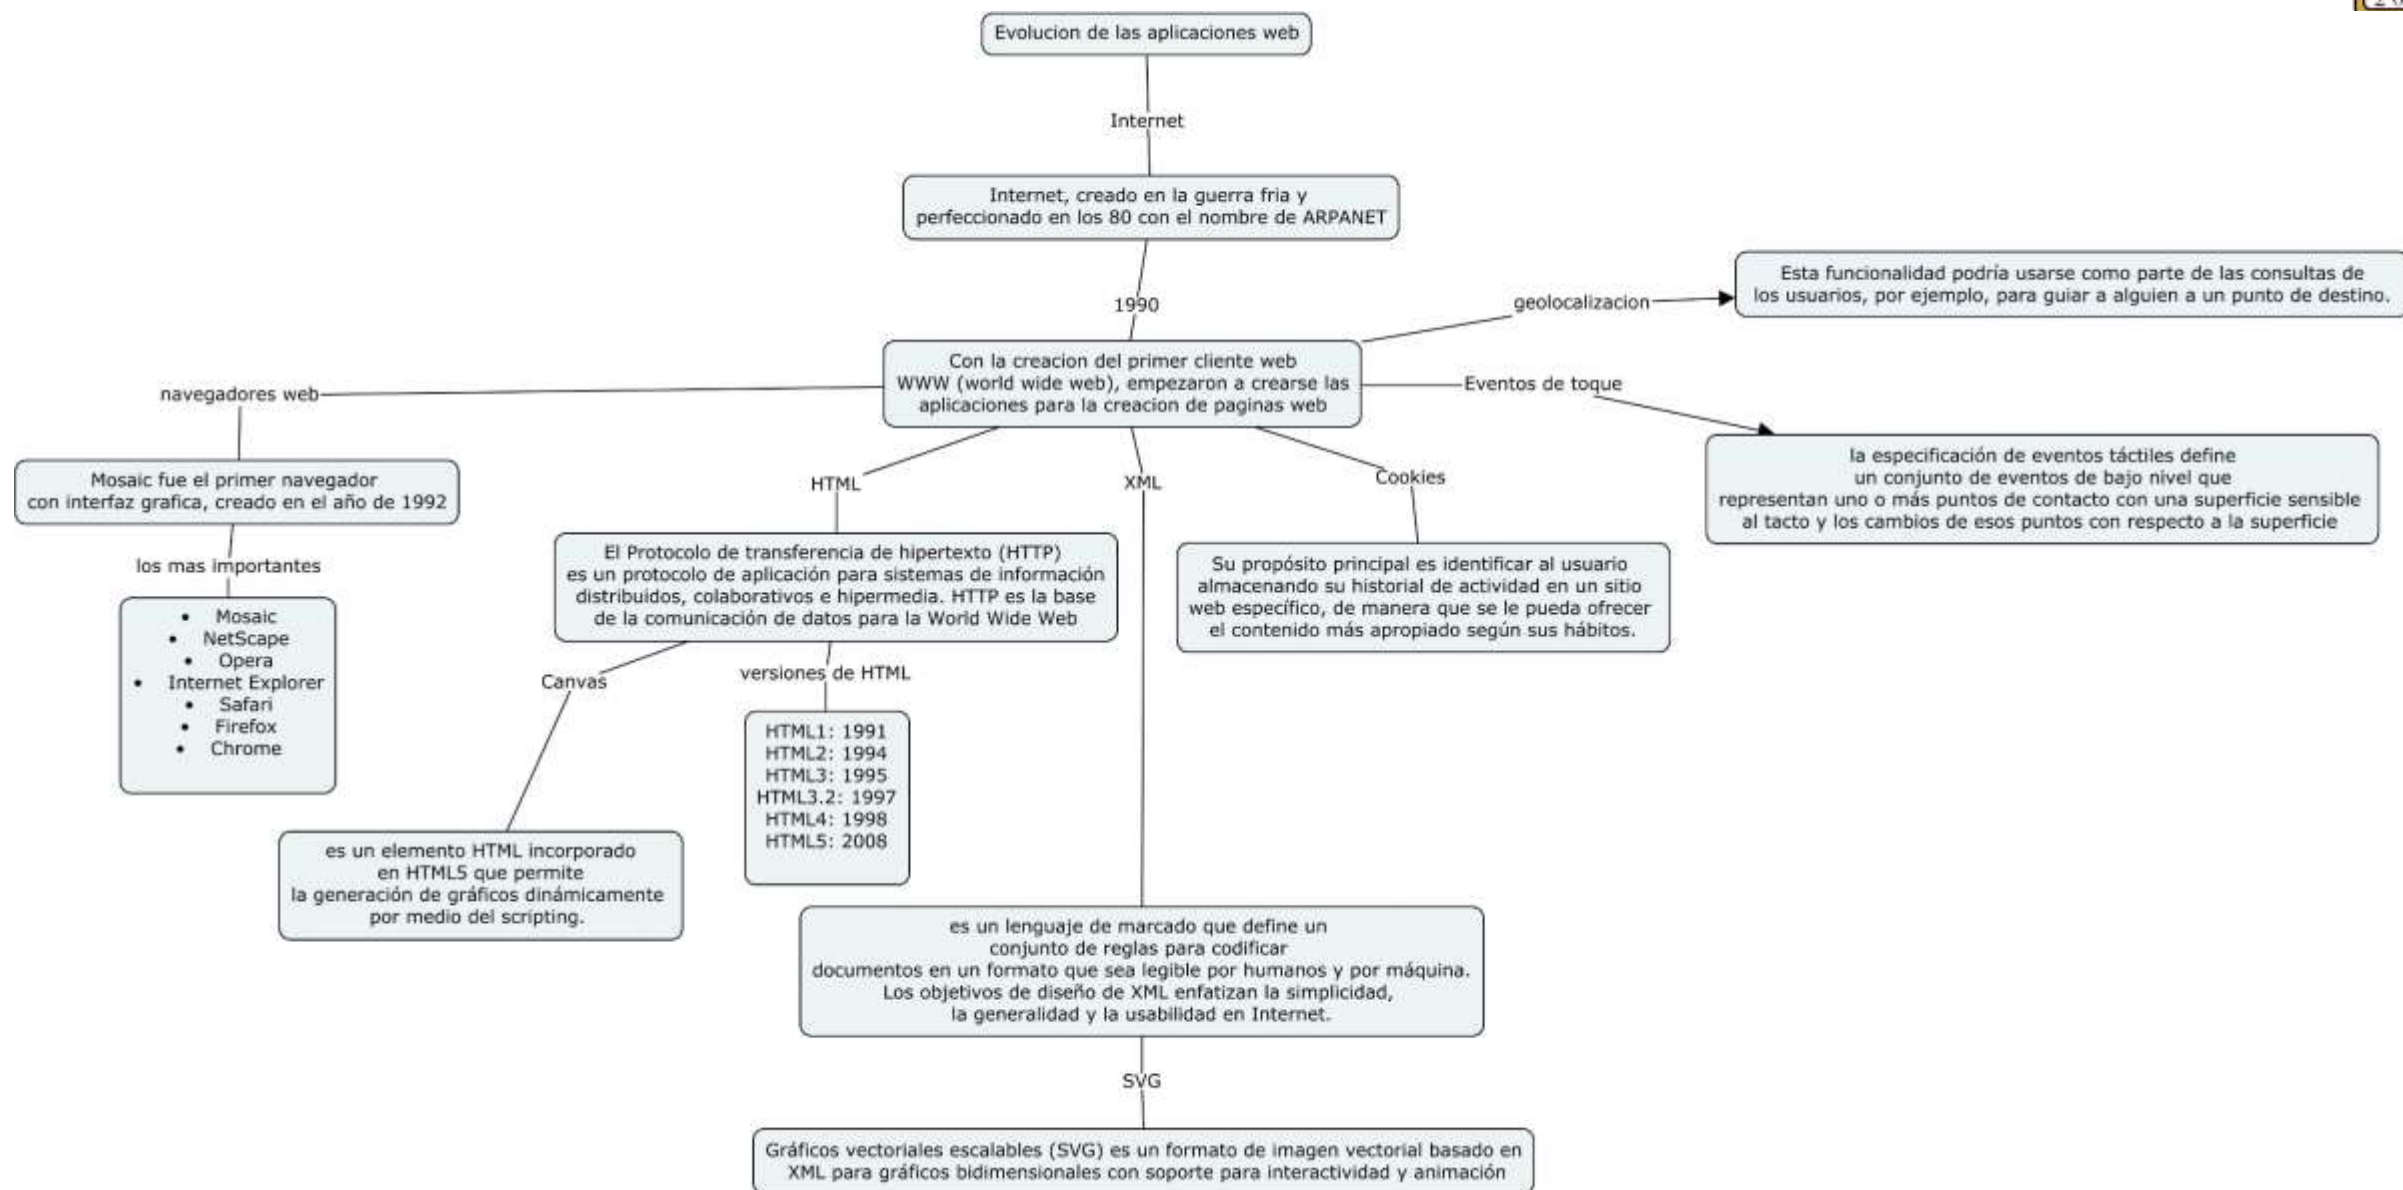 Evolucion de las aplicaciones web
Internet
Internet, creado en la guerra fria y
perfeccionado en los 80 con el nombre de ARPANET
1990
geolocalizacion
Esta funcionalidad podría usarse como parte de las consultas de
los usuarios, por ejemplo, para guiar a alguien a un punto de destino.
Con la creacion del primer cliente web
WWW (world wide web), empezaron a crearse las
aplicaciones para la creacion de paginas web
Eventos de toque
la especificación de eventos táctiles define
un conjunto de eventos de bajo nivel que
representan uno o más puntos de contacto con una superficie sensible
al tacto y los cambios de esos puntos con respecto a la superficie
navegadores web
Mosaic fue el primer navegador
con interfaz grafica, creado en el año de 1992
los mas importantes
• Mosaic
• NetScape
• Opera
• Internet Explorer
• Safari
• Firefox
• Chrome
HTML
El Protocolo de transferencia de hipertexto (HTTP)
es un protocolo de aplicación para sistemas de información
distribuidos, colaborativos e hipermedia. HTTP es la base
de la comunicación de datos para la World Wide Web
Canvas
es un elemento HTML incorporado
en HTML5 que permite
la generación de gráficos dinámicamente
por medio del scripting.
versiones de HTML
HTML1: 1991
HTML2: 1994
HTML3: 1995
HTML3.2: 1997
HTML4: 1998
HTML5: 2008
XML
es un lenguaje de marcado que define un
conjunto de reglas para codificar
documentos en un formato que sea legible por humanos y por máquina.
Los objetivos de diseño de XML enfatizan la simplicidad,
la generalidad y la usabilidad en Internet.
SVG
Gráficos vectoriales escalables (SVG) es un formato de imagen vectorial basado en
XML para gráficos bidimensionales con soporte para interactividad y animación
Cookies
Su propósito principal es identificar al usuario
almacenando su historial de actividad en un sitio
web específico, de manera que se le pueda ofrecer
el contenido más apropiado según sus hábitos.